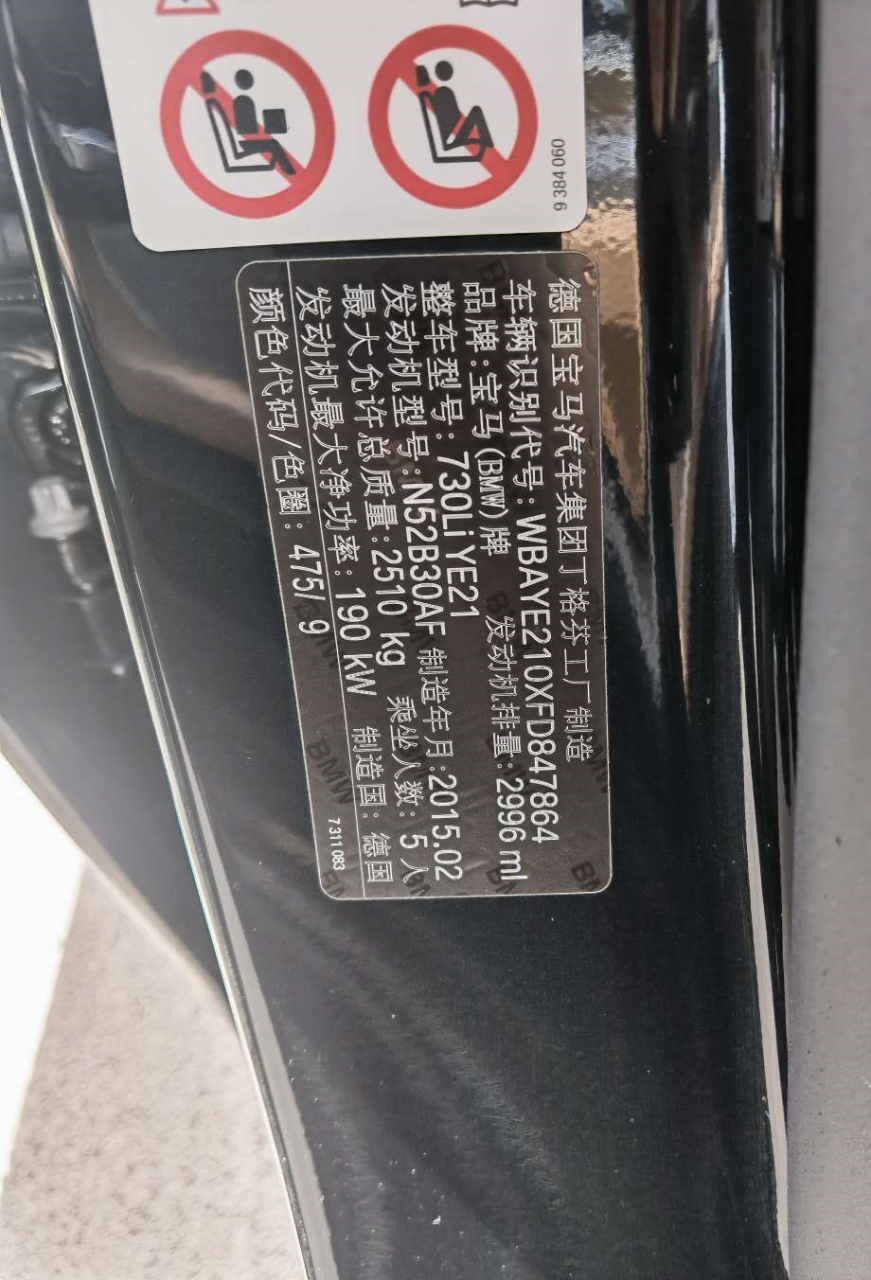 9 384 060
德国宝马汽车集团丁格芬工厂制造
车辆识别代号: WBAYE210XFD847864
品牌:宝马(BMW)牌 发动机排量:2996 ml
整车型号: 730Li YE21
发动机型号: N52B30AF 制造年月:2015.02
最大允许总质量:2510 kg 乘坐人数: 5 人
发动机最大净功率: 190 kW 制造国: 德国
颜色代码/色圈: 475/ 9
7311 083